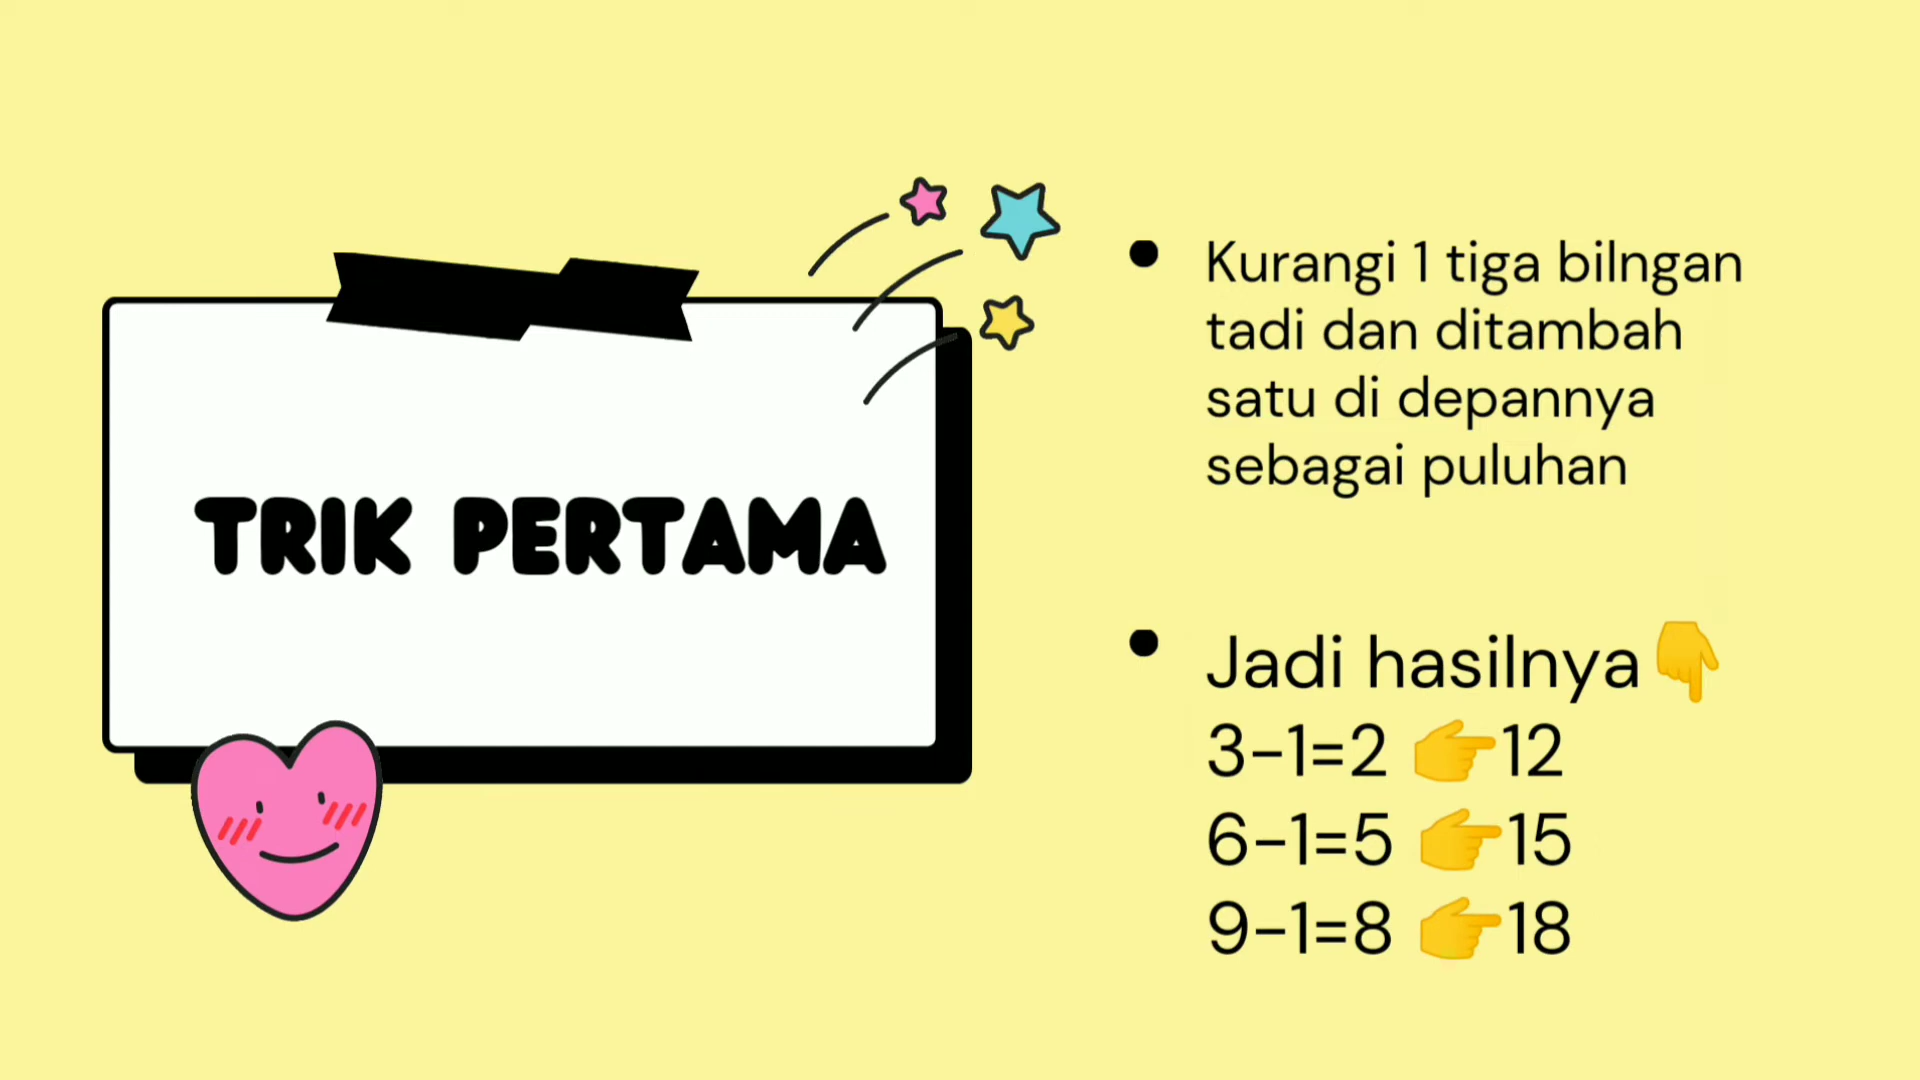 TRIK PERTAMA
Kurangi 1 tiga bilngan
tadi dan ditambah
satu di depannya
sebagai puluhan
Jadi hasilnya👇
3-1=2 👉12
6-1=5 👉15
9-1=8 👉18